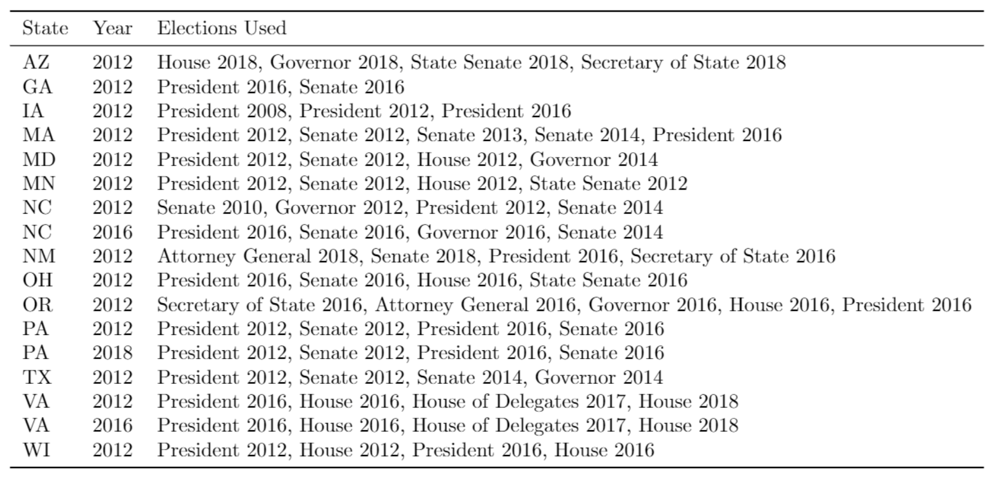 State Year Elections Used
AZ 2012 House 2018, Governor 2018, State Senate 2018, Secretary of State 2018
GA 2012 President 2016, Senate 2016
IA 2012 President 2008, President 2012, President 2016
MA 2012 President 2012, Senate 2012, Senate 2013, Senate 2014, President 2016
MD 2012 President 2012, Senate 2012, House 2012, Governor 2014
MN 2012 President 2012, Senate 2012, House 2012, State Senate 2012
NC 2012 Senate 2010, Governor 2012, President 2012, Senate 2014
NC 2016 President 2016, Senate 2016, Governor 2016, Senate 2014
NM 2012 Attorney General 2018, Senate 2018, President 2016, Secretary of State 2016
OH 2012 President 2016, Senate 2016, House 2016, State Senate 2016
OR 2012 Secretary of State 2016, Attorney General 2016, Governor 2016, House 2016, President 2016
PA 2012 President 2012, Senate 2012, President 2016, Senate 2016
PA 2018 President 2012, Senate 2012, President 2016, Senate 2016
TX 2012 President 2012, Senate 2012, Senate 2014, Governor 2014
VA 2012 President 2016, House 2016, House of Delegates 2017, House 2018
VA 2016 President 2016, House 2016, House of Delegates 2017, House 2018
WI 2012 President 2012, House 2012, President 2016, House 2016